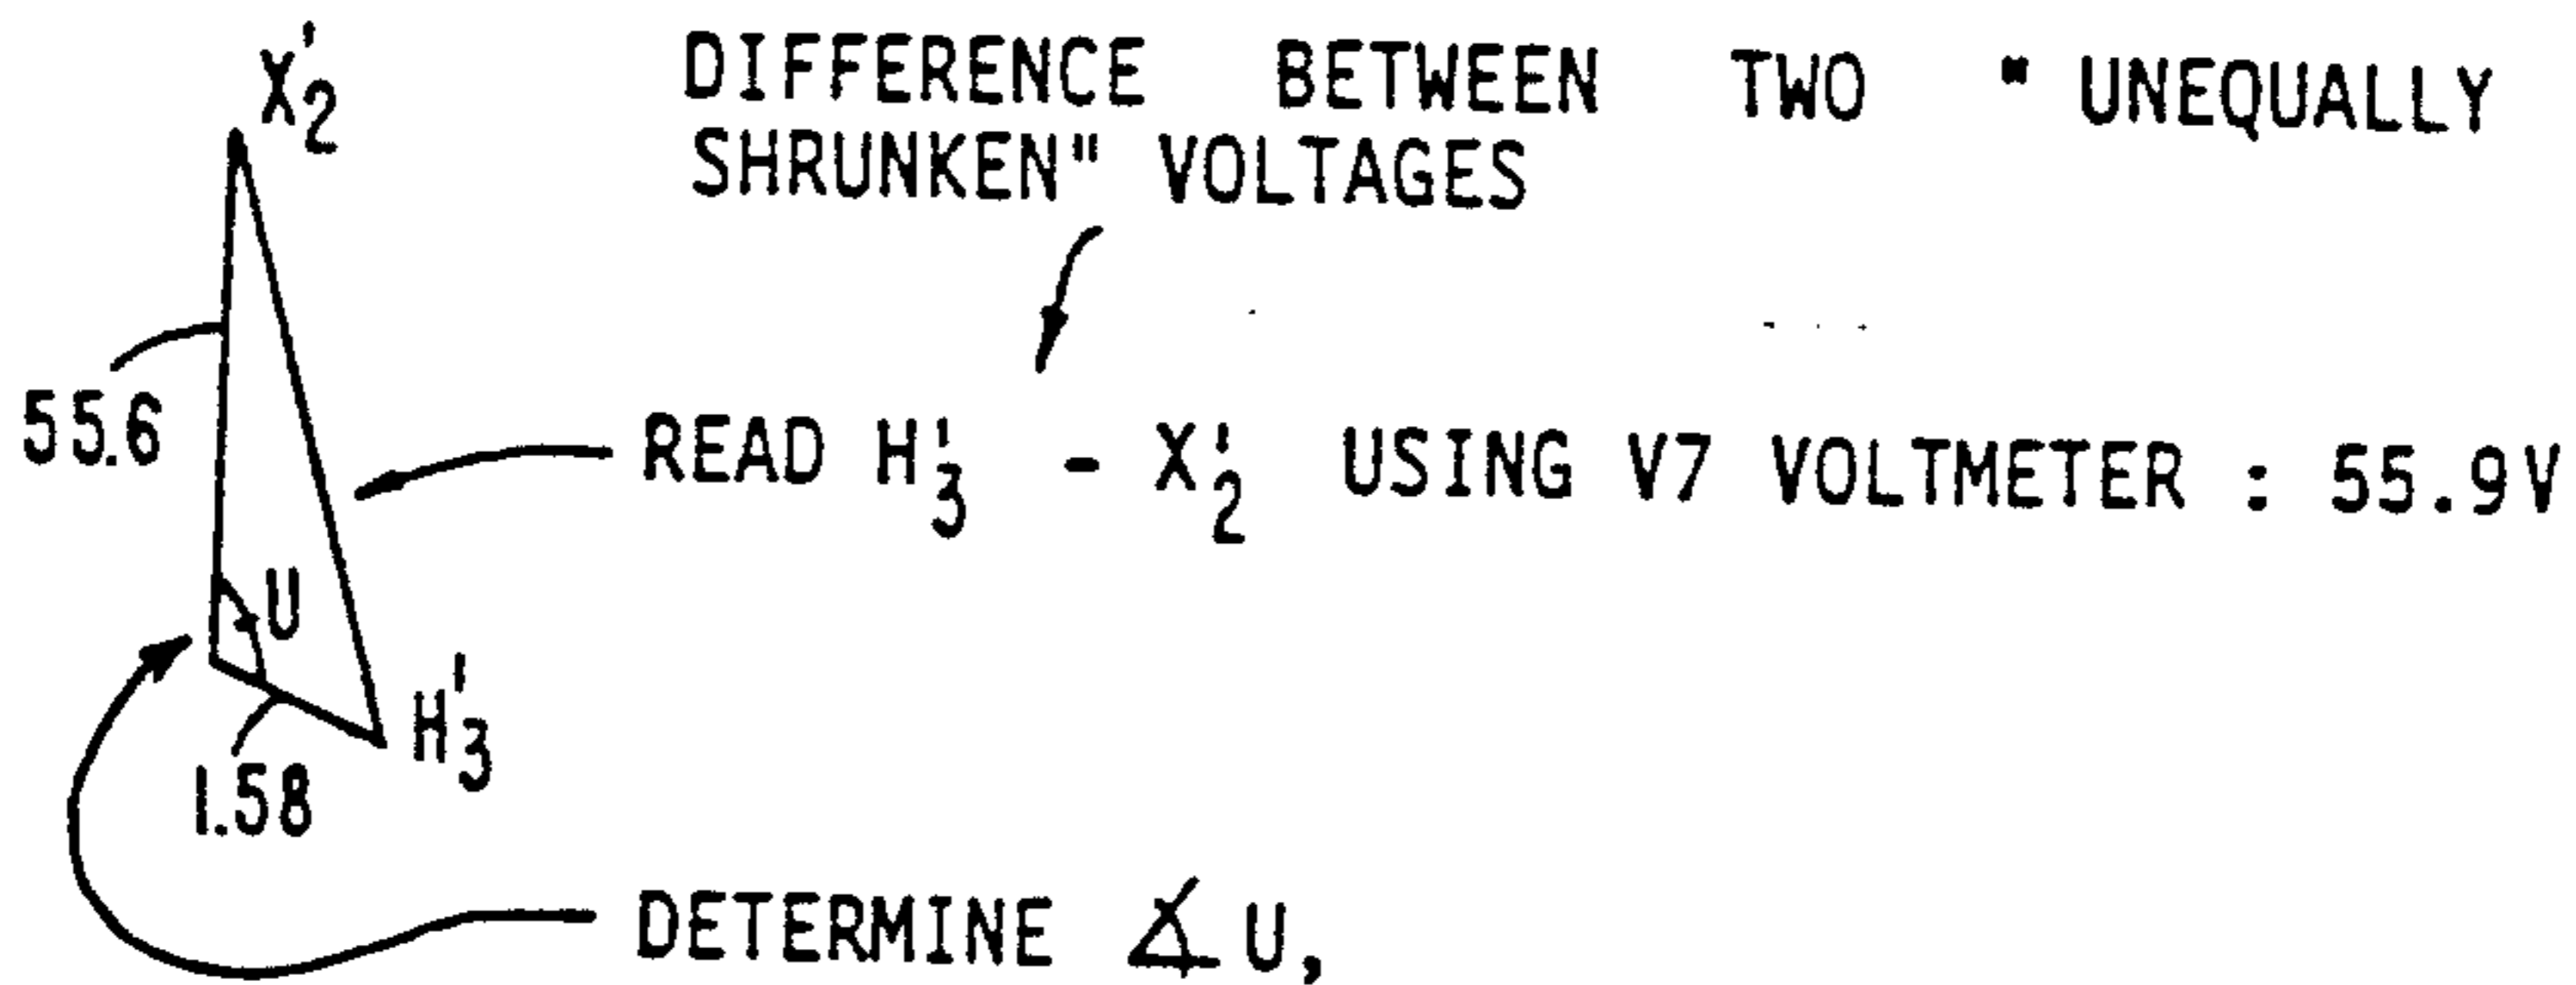 X'2
DIFFERENCE BETWEEN TWO " UNEQUALLY
SHRUNKEN" VOLTAGES
55.6
READ H'3 - X'2 USING V7 VOLTMETER : 55.9V
U
H'3
1.58
DETERMINE ∡ U,